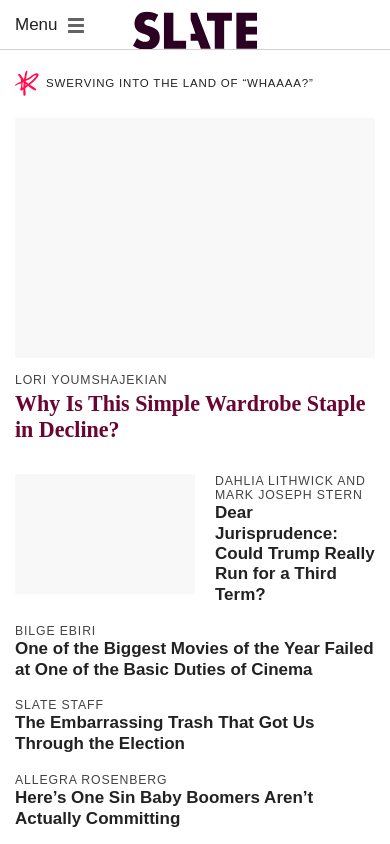 Menu
SLATE
SWERVING INTO THE LAND OF “WHAAAA?”
LORI YOUMSHAJEKIAN
Why Is This Simple Wardrobe Staple
in Decline?
DAHLIA LITHWICK AND
MARK JOSEPH STERN
Dear
Jurisprudence:
Could Trump Really
Run for a Third
Term?
BILGE EBIRI
One of the Biggest Movies of the Year Failed
at One of the Basic Duties of Cinema
SLATE STAFF
The Embarrassing Trash That Got Us
Through the Election
ALLEGRA ROSENBERG
Here’s One Sin Baby Boomers Aren’t
Actually Committing